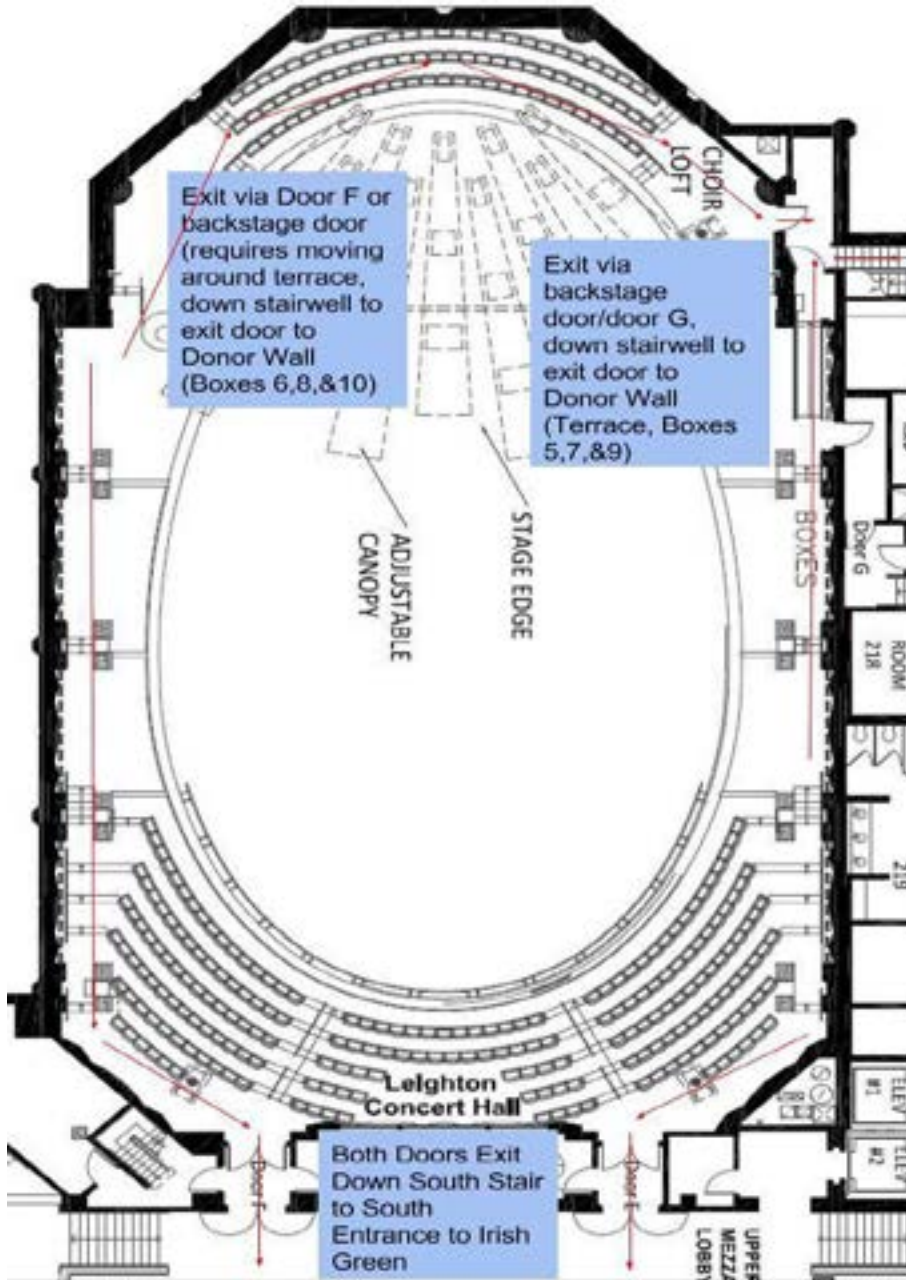 CHOIR
LOFT
Exit via Door F or
backstage door
(requires moving
around terrace,
down stairwell to
exit door to
Donor Wall
(Boxes 6,8,&10)
Exit via
backstage
door/door G,
down stairwell to
exit door to
Donor Wall
(Terrace, Boxes
5,7,&9)
STAGE EDGE
ADJUSTABLE
CANOPY
BOXES
Door G
ROOM
218
219
Leighton
Concert Hall
ELEV
#1
ELEV
#2
Both Doors Exit
Down South Stair
to South
Entrance to Irish
Green
Door F
Door F
UPPER
MEZZA
LOBBY